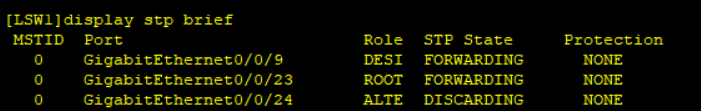 [LSW1]display stp brief
MSTID Port Role STP State Protection
0 GigabitEthernet0/0/9 DESI FORWARDING NONE
0 GigabitEthernet0/0/23 ROOT FORWARDING NONE
0 GigabitEthernet0/0/24 ALTE DISCARDING NONE